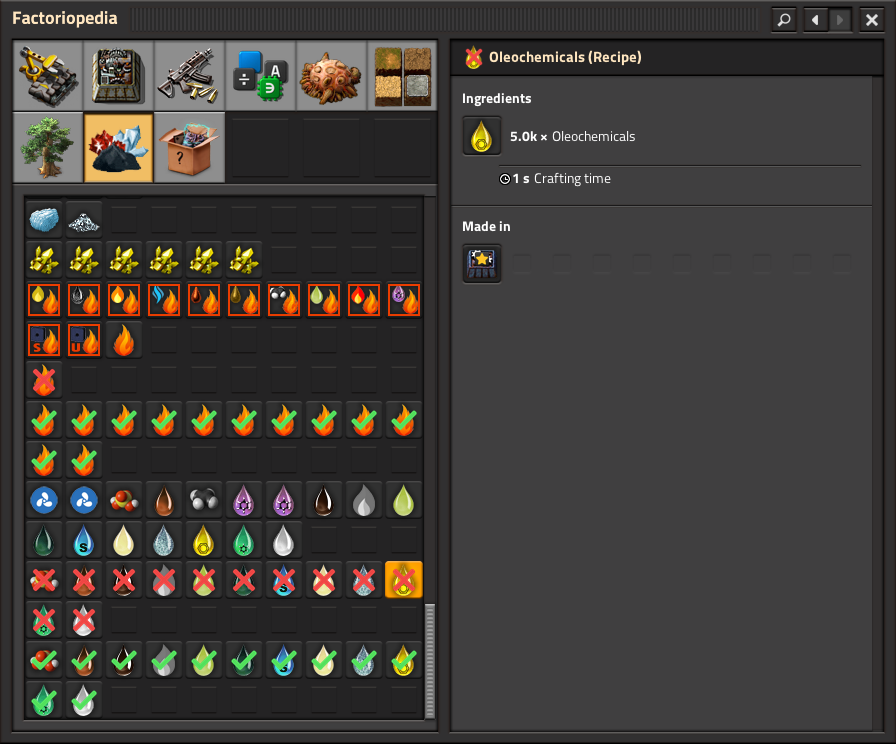 Factoriopedia
Oleochemicals (Recipe)
Ingredients
5.0k × Oleochemicals
1 s Crafting time
Made in
A
?
S
U
S
S
S